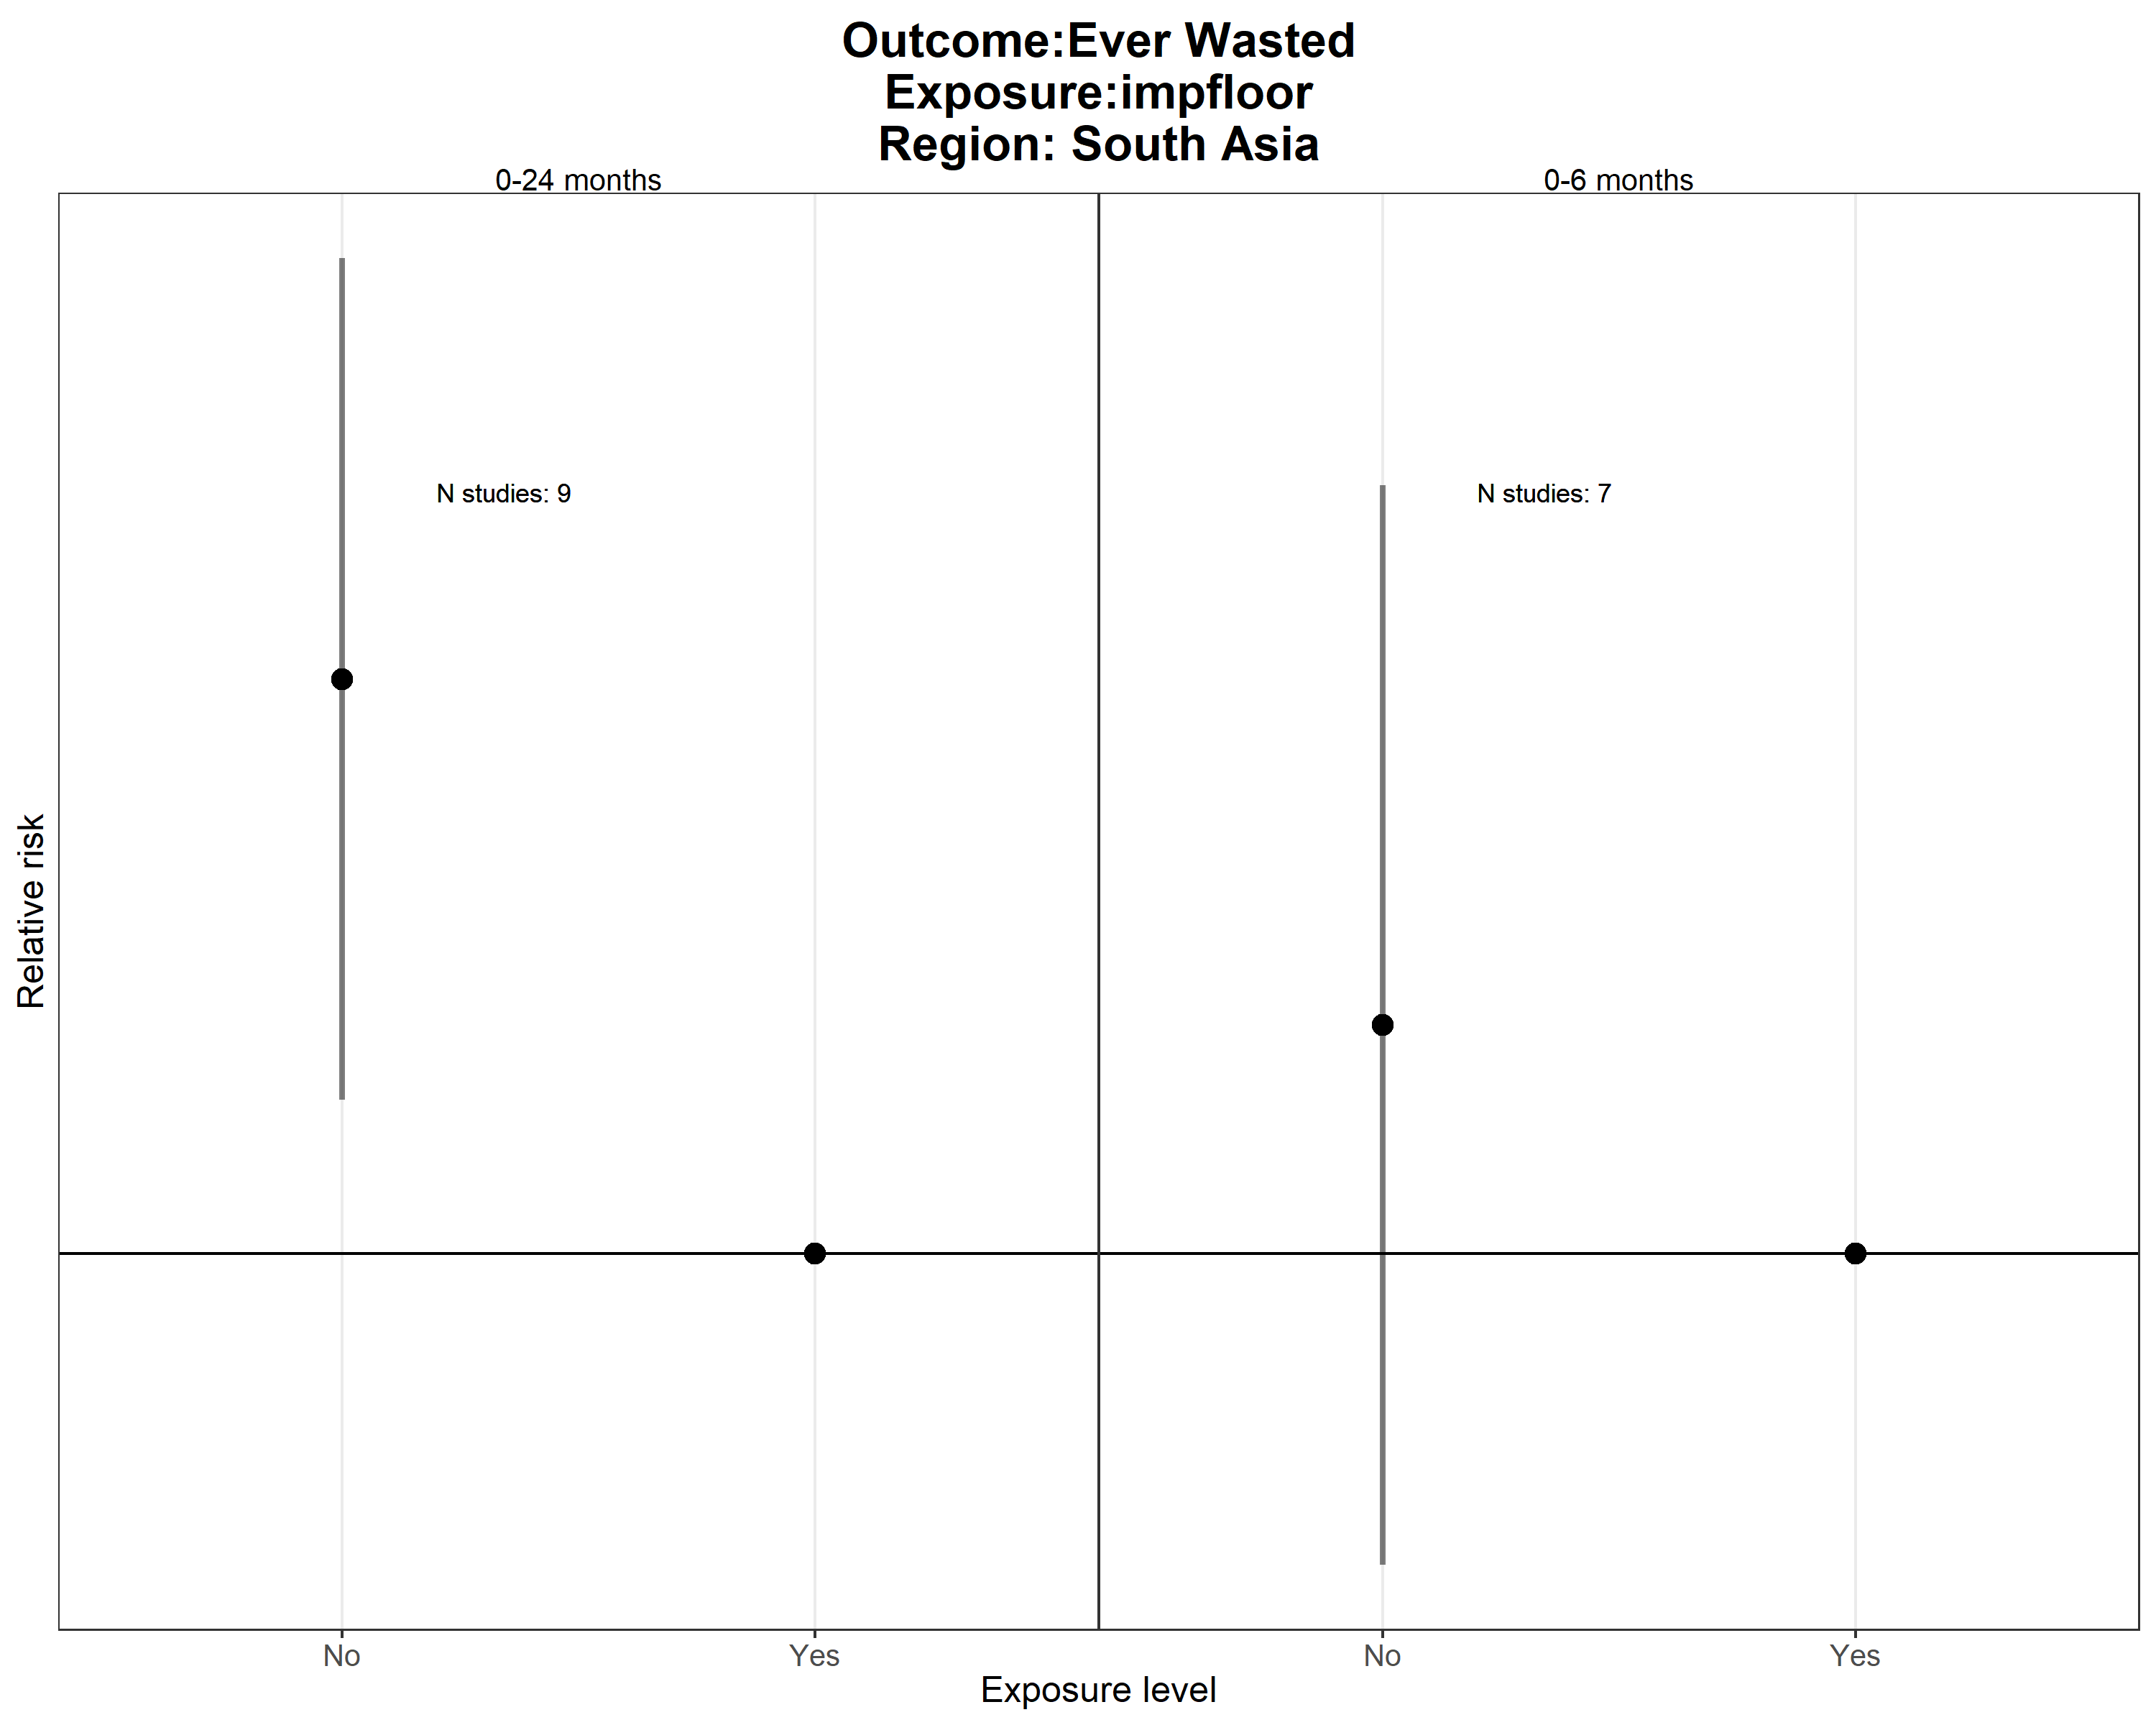 Outcome:Ever Wasted
Exposure:impfloor
Region: South Asia
0-24 months
0-6 months
N studies: 9
N studies: 7
Relative risk
No
Yes
No
Yes
Exposure level